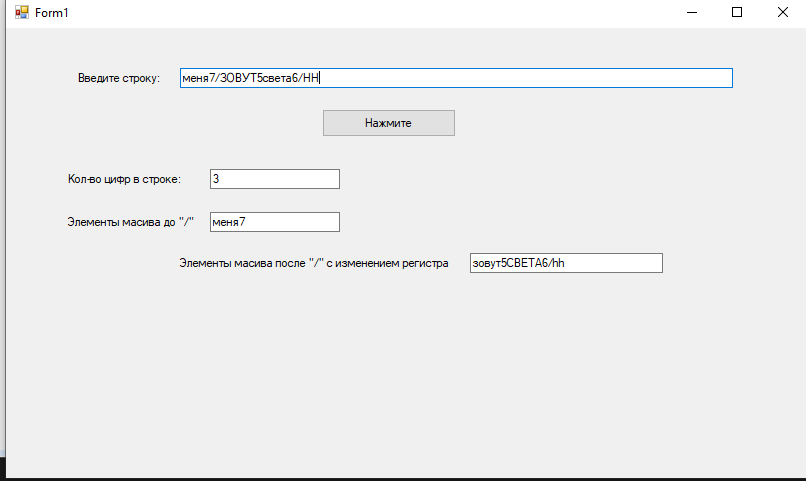 Form1
Введите строку: меня7/ЗОВУТ5света6/НН
Нажмите
Кол-во цифр в строке: 3
Элементы масива до "/" меня7
Элементы масива после "/" с изменением регистра зовут5СВЕТА6/hh